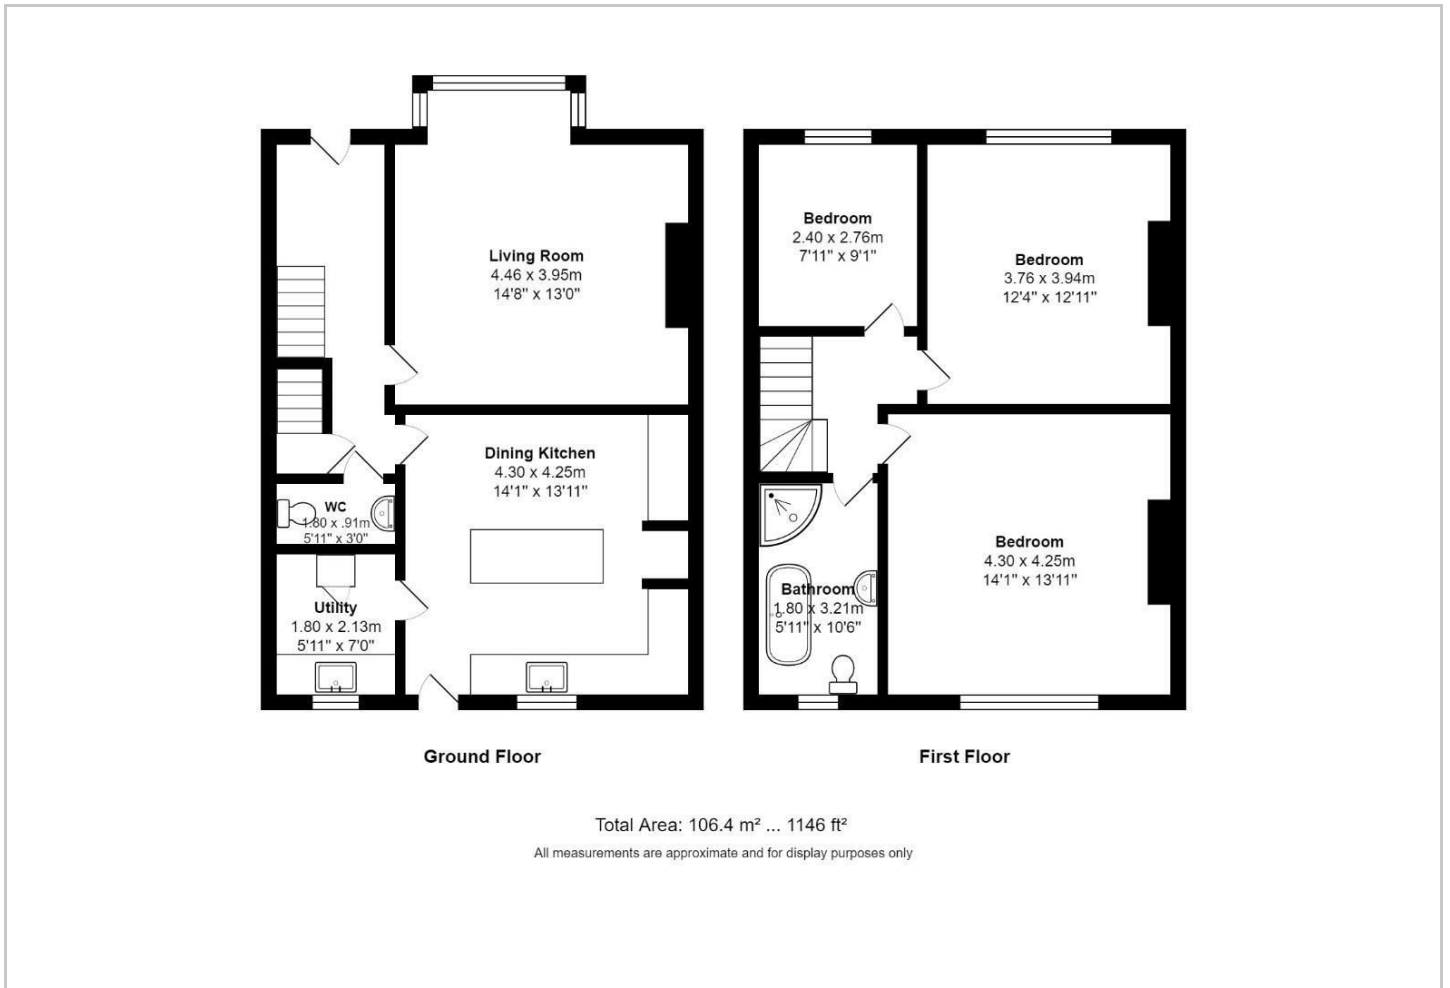 Living Room
4.46 x 3.95m
14'8" x 13'0"
Dining Kitchen
4.30 x 4.25m
14'1" x 13'11"
WC
1.80 x .91m
5'11" x 3'0"
Utility
1.80 x 2.13m
5'11" x 7'0"
Ground Floor
Bedroom
2.40 x 2.76m
7'11" x 9'1"
Bedroom
3.76 x 3.94m
12'4" x 12'11"
Bedroom
4.30 x 4.25m
14'1" x 13'11"
Bathroom
1.80 x 3.21m
5'11" x 10'6"
First Floor
Total Area: 106.4 m² ... 1146 ft²
All measurements are approximate and for display purposes only